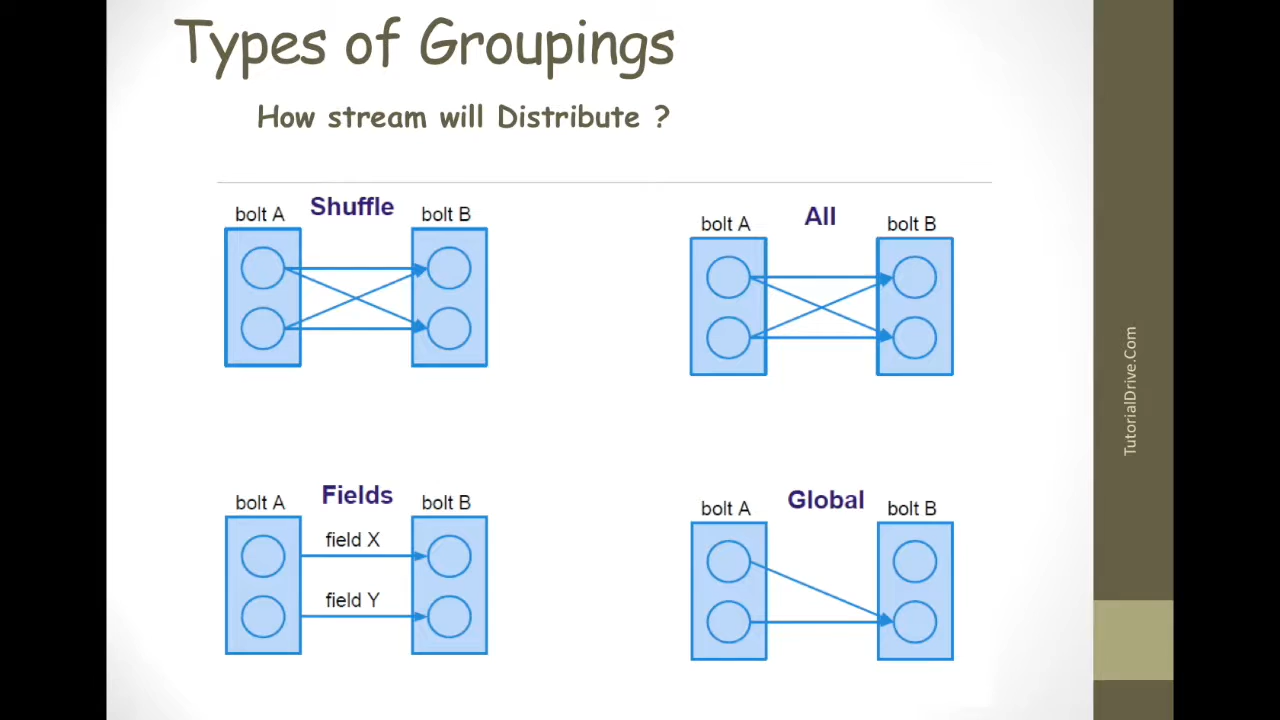 Types of Groupings
How stream will Distribute ?
bolt A Shuffle bolt B
bolt A All bolt B
bolt A Fields bolt B
field X
field Y
bolt A Global bolt B
TutorialDrive.Com